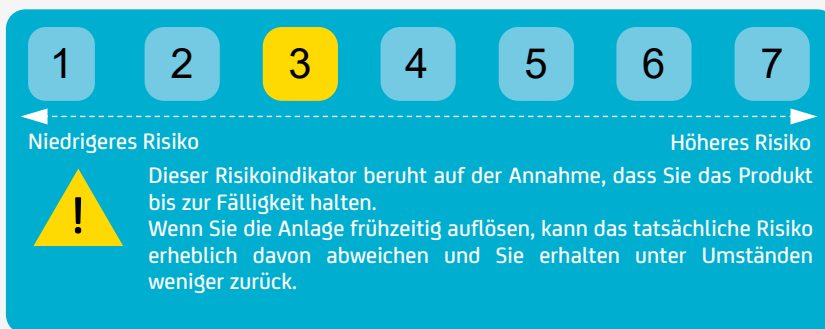 1 2 3 4 5 6 7
Niedrigeres Risiko Höheres Risiko
Dieser Risikoindikator beruht auf der Annahme, dass Sie das Produkt
bis zur Fälligkeit halten.
Wenn Sie die Anlage frühzeitig auflösen, kann das tatsächliche Risiko
erheblich davon abweichen und Sie erhalten unter Umständen
weniger zurück.
!